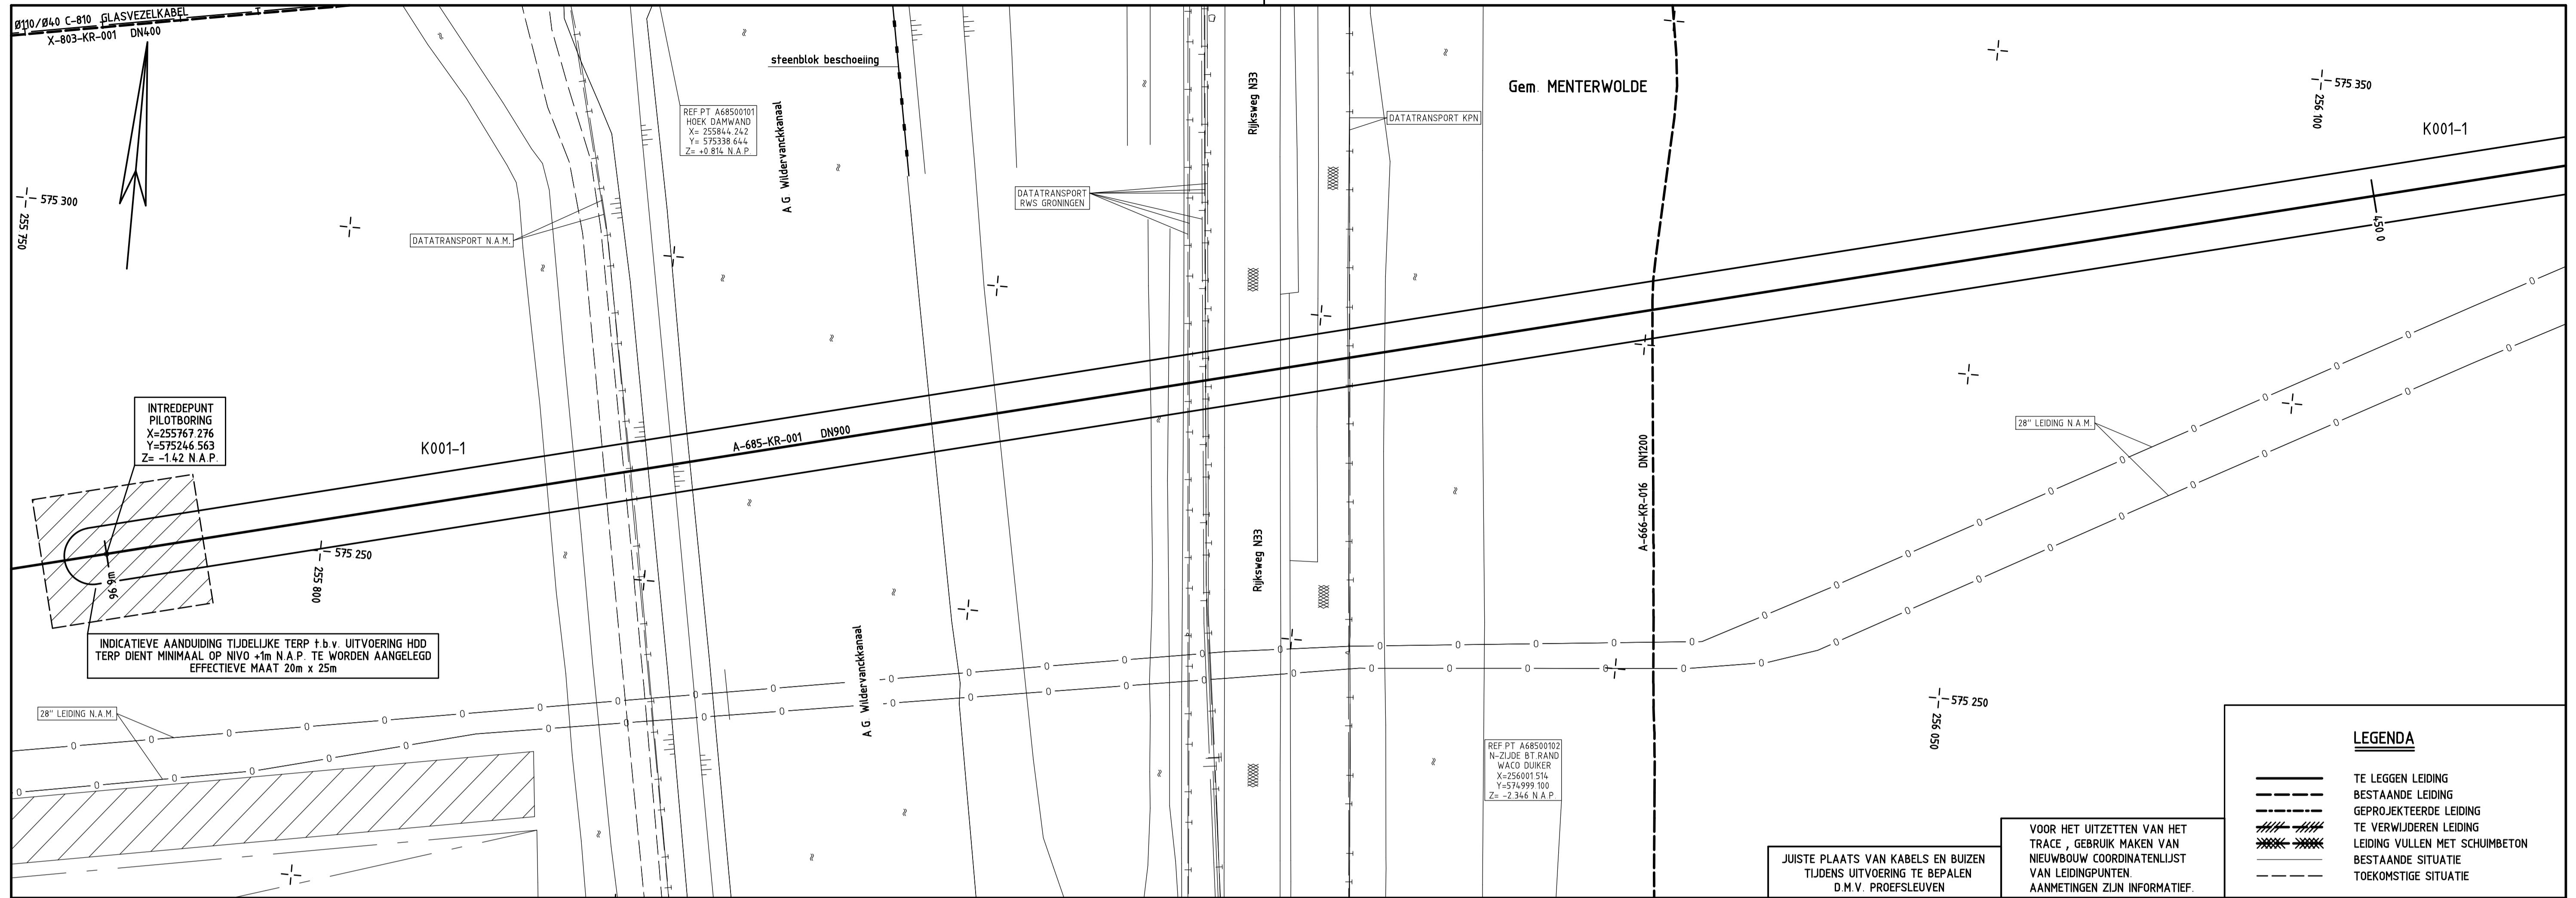 Ø110/Ø40 C-810 GLASVEZELKABEL
X-803-KR-001 DN400
575 300
255 750
DATATRANSPORT N.A.M.
REF.PT A68500101
HOEK DAMWAND
X= 255844.242
Y= 575338.644
Z= +0.814 N.A.P.
steenblok beschoeiing
A G Wildervanckkanaal
DATATRANSPORT
RWS GRONINGEN
Rijksweg N33
DATATRANSPORT KPN
Gem. MENTERWOLDE
575 350
256 100
K001-1
450 0
INTREDEPUNT
PILOTBORING
X=255767.276
Y=575246.563
Z= -1.42 N.A.P.
K001-1
A-685-KR-001 DN900
A-666-KR-016 DN1200
28" LEIDING N.A.M.
575 250
255 800
96.9m
INDICATIEVE AANDUIDING TIJDELIJKE TERP t.b.v. UITVOERING HDD
TERP DIENT MINIMAAL OP NIVO +1m N.A.P. TE WORDEN AANGELEGD
EFFECTIEVE MAAT 20m x 25m
28" LEIDING N.A.M.
A G Wildervanckkanaal
Rijksweg N33
REF.PT A68500102
N-ZIJDE BT.RAND
WACO DUIKER
X=256001.514
Y=574999.100
Z= -2.346 N.A.P.
575 250
256 050
JUISTE PLAATS VAN KABELS EN BUIZEN
TIJDENS UITVOERING TE BEPALEN
D.M.V. PROEFSLEUVEN
VOOR HET UITZETTEN VAN HET
TRACE , GEBRUIK MAKEN VAN
NIEUWBOUW COORDINATENLIJST
VAN LEIDINGPUNTEN.
AANMETINGEN ZIJN INFORMATIEF.
LEGENDA
TE LEGGEN LEIDING
BESTAANDE LEIDING
GEPROJEKTEERDE LEIDING
TE VERWIJDEREN LEIDING
LEIDING VULLEN MET SCHUIMBETON
BESTAANDE SITUATIE
TOEKOMSTIGE SITUATIE